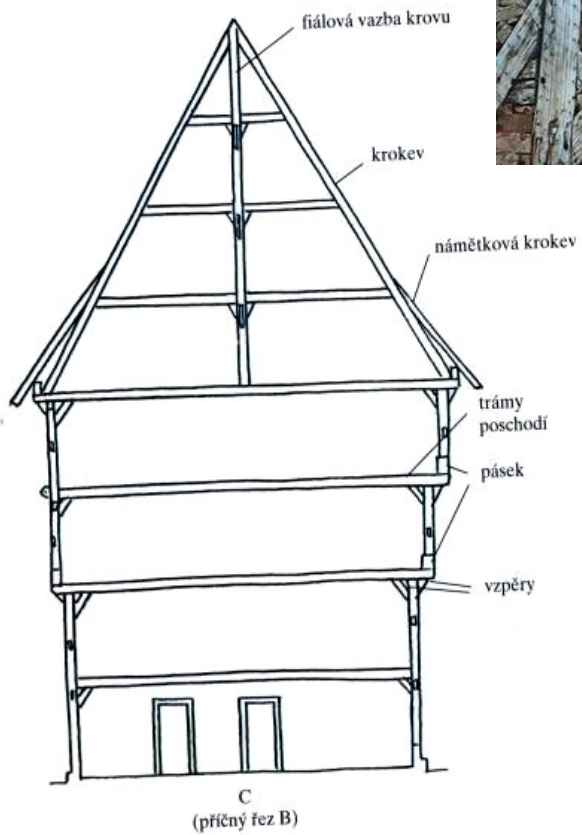 fiálová vazba krovu
krokev
námětková krokev
trámy
poschodí
pásek
vzpěry
C
(příčný řez B)